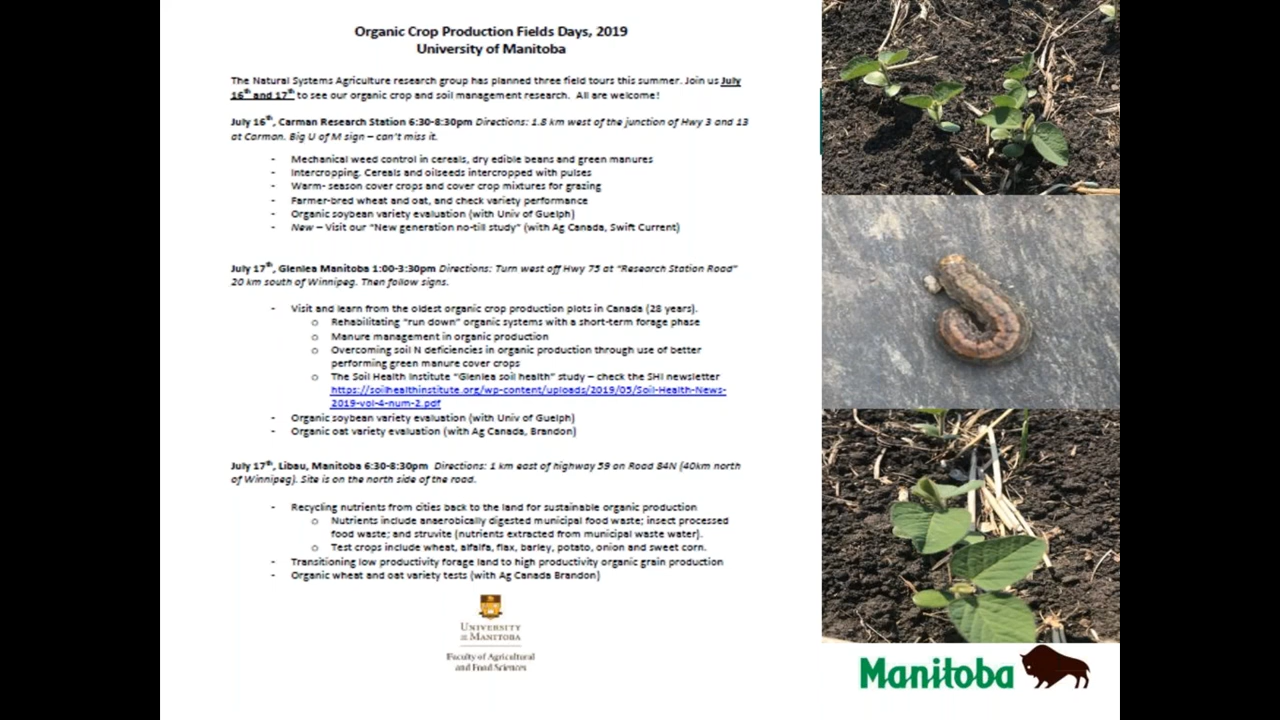 Organic Crop Production Fields Days, 2019
University of Manitoba
The Natural Systems Agriculture research group has planned three field tours this summer. Join us July
16th and 17th to see our organic crop and soil management research.  All are welcome!
July 16th, Carman Research Station 6:30-8:30pm Directions: 1.8 km west of the junction of Hwy 3 and 13
at Carman. Big U of M sign – can't miss it.
- Mechanical weed control in cereals, dry edible beans and green manures
- Intercropping. Cereals and oilseeds intercropped with pulses
- Warm- season cover crops and cover crop mixtures for grazing
- Farmer-bred wheat and oat, and check variety performance
- Organic soybean variety evaluation (with Univ of Guelph)
- New – Visit our "New generation no-till study" (with Ag Canada, Swift Current)
July 17th, Glenlea Manitoba 1:00-3:30pm Directions: Turn west off Hwy 75 at "Research Station Road"
20 km south of Winnipeg. Then follow signs.
- Visit and learn from the oldest organic crop production plots in Canada (28 years).
o Rehabilitating "run down" organic systems with a short-term forage phase
o Manure management in organic production
o Overcoming soil N deficiencies in organic production through use of better
performing green manure cover crops
o The Soil Health Institute "Glenlea soil health" study – check the SHI newsletter
https://soilhealthinstitute.org/wp-content/uploads/2019/05/Soil-Health-News-
2019-vol-4-num-2.pdf
- Organic soybean variety evaluation (with Univ of Guelph)
- Organic oat variety evaluation (with Ag Canada, Brandon)
July 17th, Libau, Manitoba 6:30-8:30pm  Directions: 1 km east of highway 59 on Road 84N (40km north
of Winnipeg). Site is on the north side of the road.
- Recycling nutrients from cities back to the land for sustainable organic production
o Nutrients include anaerobically digested municipal food waste; insect processed
food waste; and struvite (nutrients extracted from municipal waste water).
o Test crops include wheat, alfalfa, flax, barley, potato, onion and sweet corn.
- Transitioning low productivity forage land to high productivity organic grain production
- Organic wheat and oat variety tests (with Ag Canada Brandon)
UNIVERSITY
OF MANITOBA
Faculty of Agricultural
and Food Sciences
Manitoba